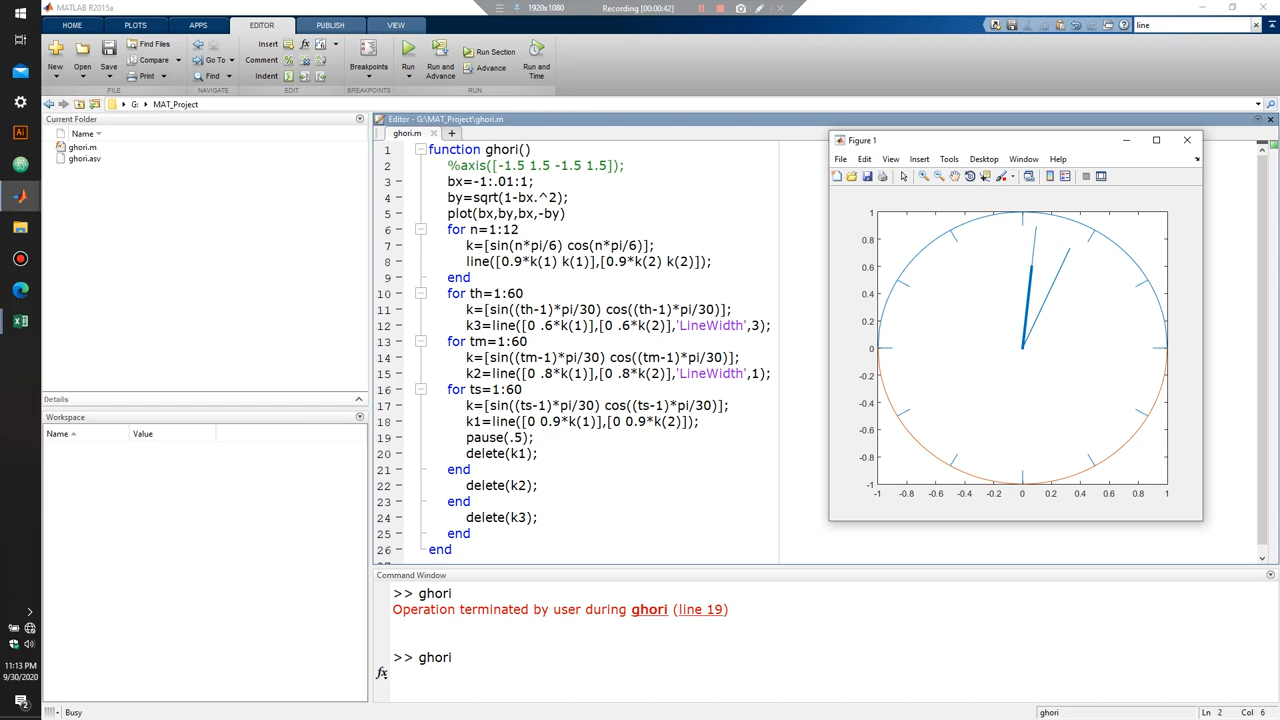 MATLAB R2015a
1920x1080
Recording [00:00:42]
HOME
PLOTS
APPS
EDITOR
PUBLISH
VIEW
line
New
Open
Save
Find Files
Compare
Print
FILE
Go To
Find
NAVIGATE
Insert
Comment
Indent
EDIT
Breakpoints
BREAKPOINTS
Run
Run and
Advance
Run Section
Advance
Run and
Time
RUN
G:
MAT_Project
Current Folder
Name
ghori.m
ghori.asv
Details
Workspace
Name
Value
Editor - G:\MAT_Project\ghori.m
ghori.m
1 function ghori()
2 %axis([-1.5 1.5 -1.5 1.5]);
3 bx=-1:.01:1;
4 by=sqrt(1-bx.^2);
5 plot(bx,by,bx,-by)
6 for n=1:12
7 k=[sin(n*pi/6) cos(n*pi/6)];
8 line([0.9*k(1) k(1)],[0.9*k(2) k(2)]);
9 end
10 for th=1:60
11 k=[sin((th-1)*pi/30) cos((th-1)*pi/30)];
12 k3=line([0 .6*k(1)],[0 .6*k(2)],'LineWidth',3);
13 for tm=1:60
14 k=[sin((tm-1)*pi/30) cos((tm-1)*pi/30)];
15 k2=line([0 .8*k(1)],[0 .8*k(2)],'LineWidth',1);
16 for ts=1:60
17 k=[sin((ts-1)*pi/30) cos((ts-1)*pi/30)];
18 k1=line([0 0.9*k(1)],[0 0.9*k(2)]);
19 pause(.5);
20 delete(k1);
21 end
22 delete(k2);
23 end
24 delete(k3);
25 end
26 end
Figure 1
File Edit View Insert Tools Desktop Window Help
1
0.8
0.6
0.4
0.2
0
-0.2
-0.4
-0.6
-0.8
-1
-1 -0.8 -0.6 -0.4 -0.2 0 0.2 0.4 0.6 0.8 1
Command Window
>> ghori
Operation terminated by user during ghori (line 19)
>> ghori
fx
11:13 PM
9/30/2020
2
Busy
ghori
Ln 2 Col 6